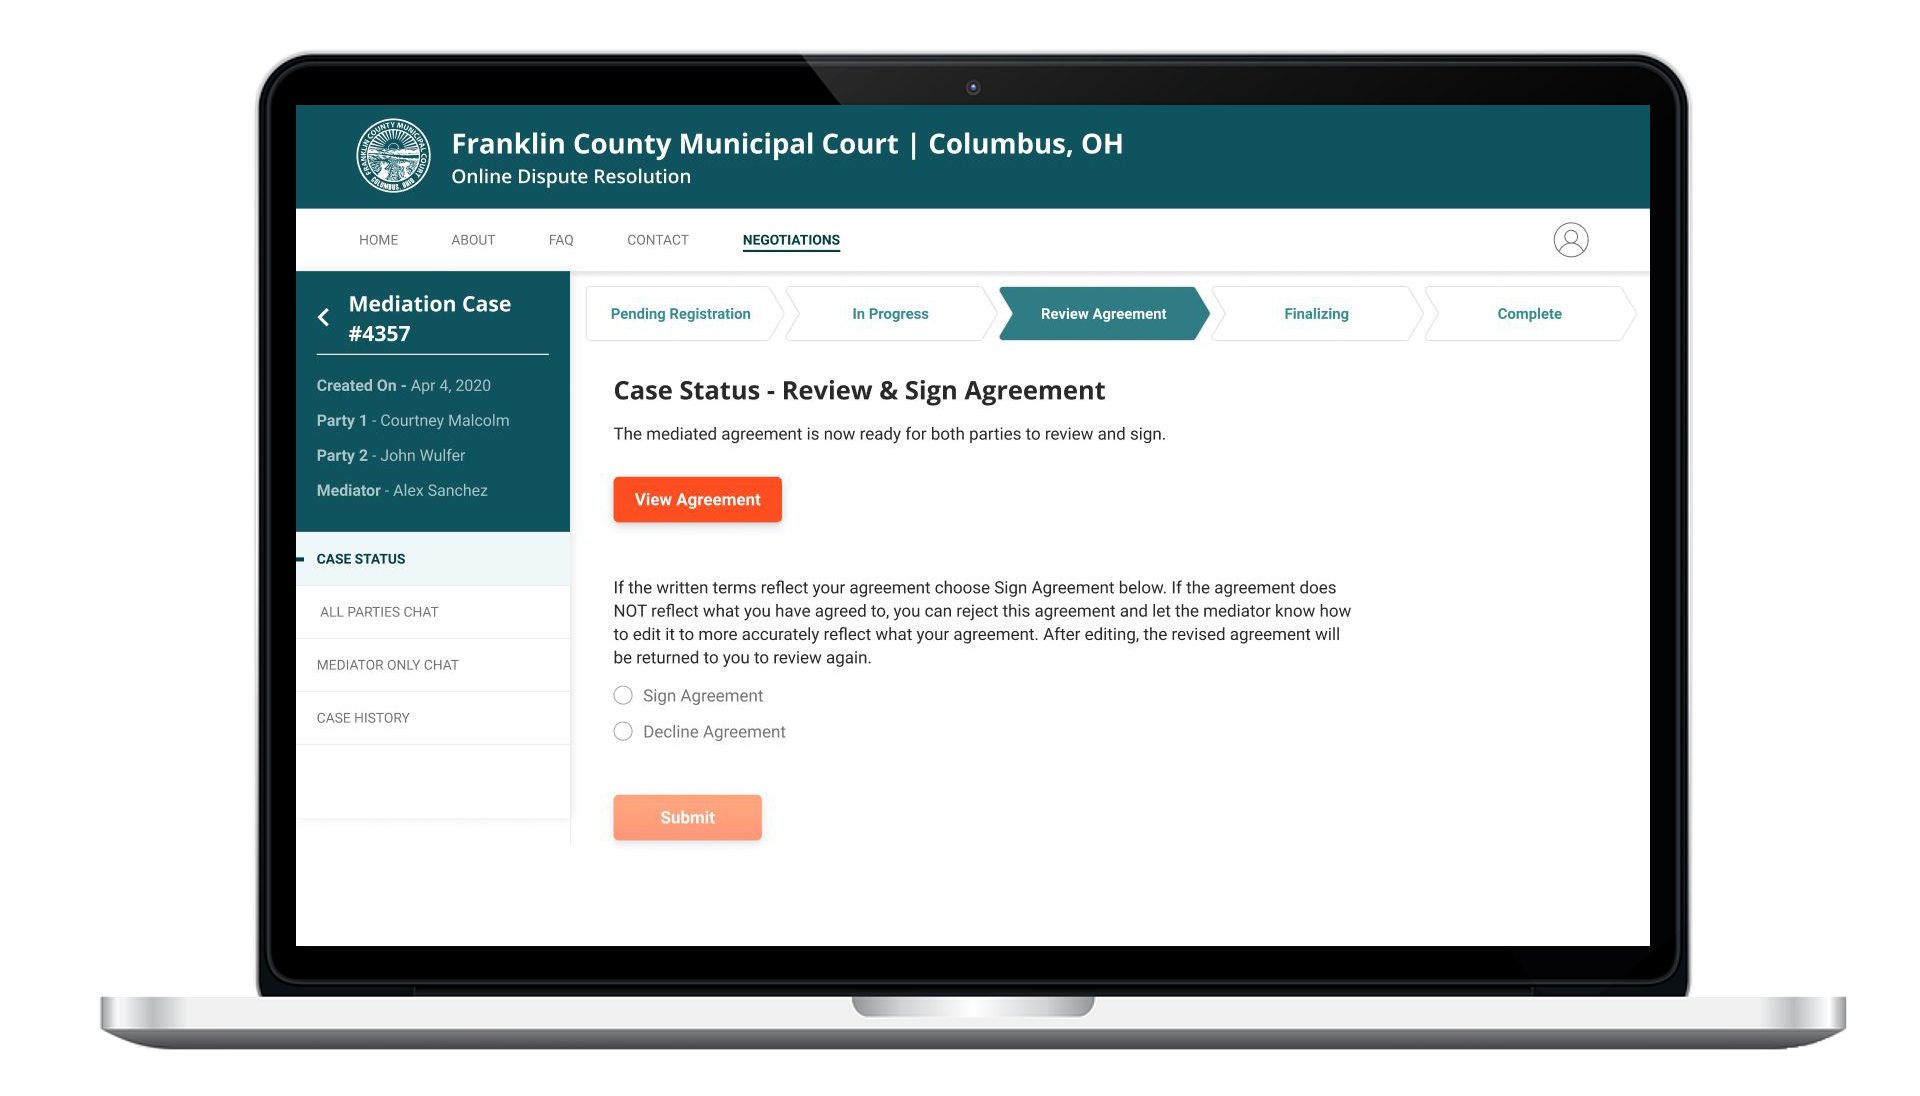 Franklin County Municipal Court | Columbus, OH
Online Dispute Resolution
FRANKLIN COUNTY MUNICIPAL COURT
COLUMBUS, OHIO
HOME ABOUT FAQ CONTACT NEGOTIATIONS
Mediation Case
#4357
Created On - Apr 4, 2020
Party 1 - Courtney Malcolm
Party 2 - John Wulfer
Mediator - Alex Sanchez
CASE STATUS
ALL PARTIES CHAT
MEDIATOR ONLY CHAT
CASE HISTORY
Pending Registration In Progress Review Agreement Finalizing Complete
Case Status - Review & Sign Agreement
The mediated agreement is now ready for both parties to review and sign.
View Agreement
If the written terms reflect your agreement choose Sign Agreement below. If the agreement does
NOT reflect what you have agreed to, you can reject this agreement and let the mediator know how
to edit it to more accurately reflect what your agreement. After editing, the revised agreement will
be returned to you to review again.
Sign Agreement
Decline Agreement
Submit